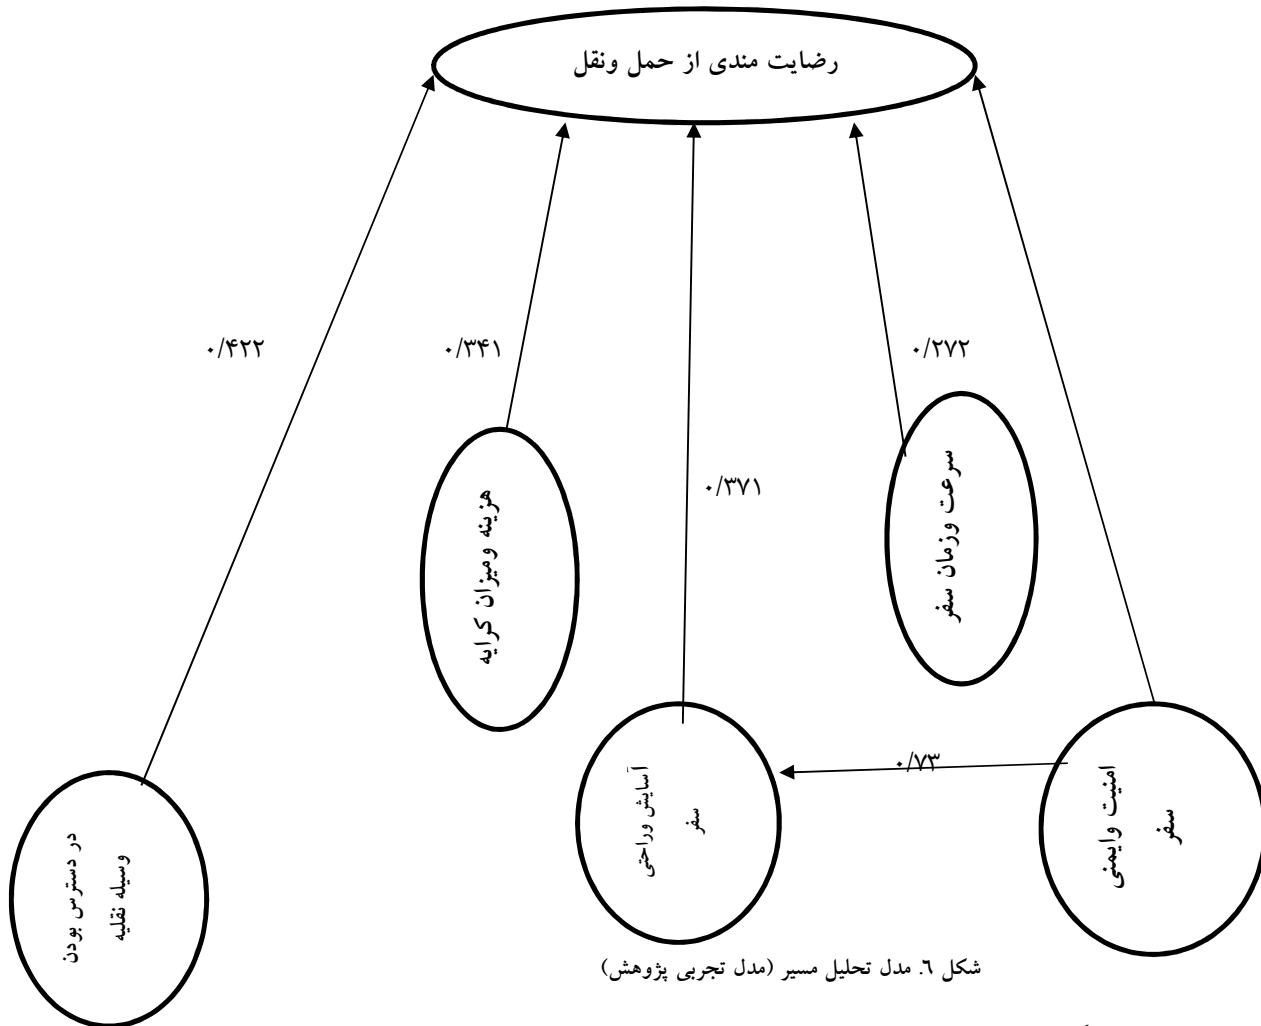 رضایت مندی از حمل ونقل
۰/۴۲۲
۰/۳۴۱
۰/۲۷۲
۰/۳۷۱
سرعت وزمان سفر
هزینه ومیزان کرایه
۰/۷۳
امنیت وایمنی
سفر
آسایش وراحتی
سفر
در دسترس بودن
وسیله نقلیه
شکل ٦. مدل تحلیل مسیر (مدل تجربی پژوهش)